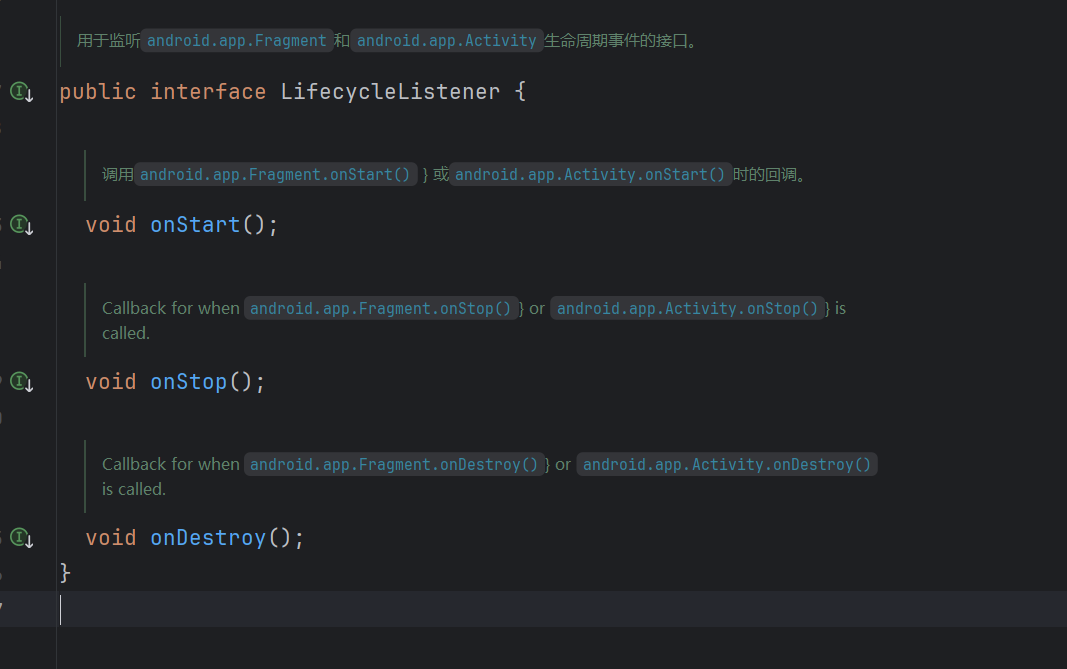 用于监听android.app.Fragment和android.app.Activity生命周期事件的接口。
public interface LifecycleListener {
调用android.app.Fragment.onStart() } 或android.app.Activity.onStart()时的回调。
void onStart();
Callback for when android.app.Fragment.onStop()} or android.app.Activity.onStop()} is
called.
void onStop();
Callback for when android.app.Fragment.onDestroy()} or android.app.Activity.onDestroy()
is called.
void onDestroy();
}